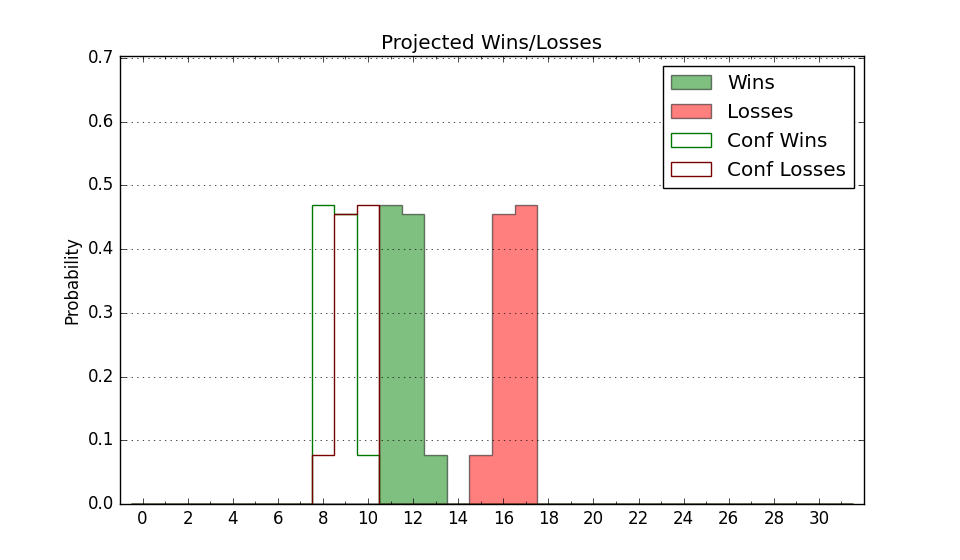 Projected Wins/Losses
0.7
0.6
0.5
0.4
0.3
0.2
0.1
0.0
Probability
Wins
Losses
Conf Wins
Conf Losses
0 2 4 6 8 10 12 14 16 18 20 22 24 26 28 30